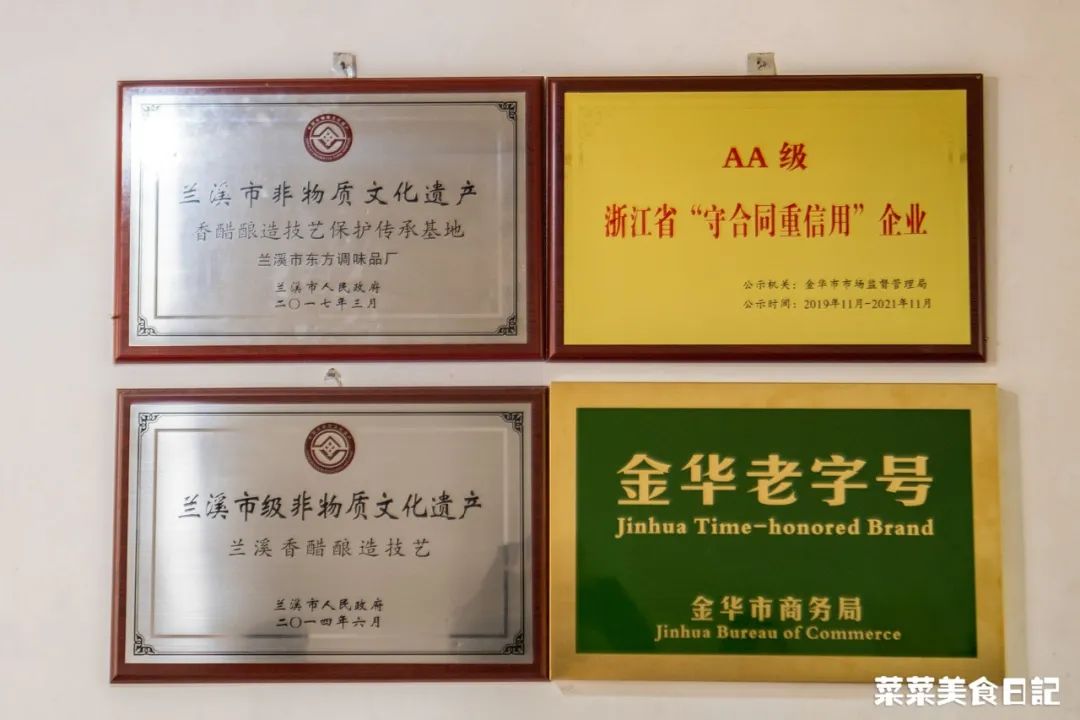 兰溪市非物质文化遗产
香醋酿造技艺保护传承基地
兰溪市东方调味品厂
兰溪市人民政府
二〇一七年三月
AA 级
浙江省“守合同重信用”企业
公示机关：金华市市场监督管理局
公示时间：2019年11月-2021年11月
兰溪市级非物质文化遗产
兰溪香醋酿造技艺
兰溪市人民政府
二〇一四年六月
金华老字号
Jinhua Time-honored Brand
金华市商务局
Jinhua Bureau of Commerce
菜菜美食日記